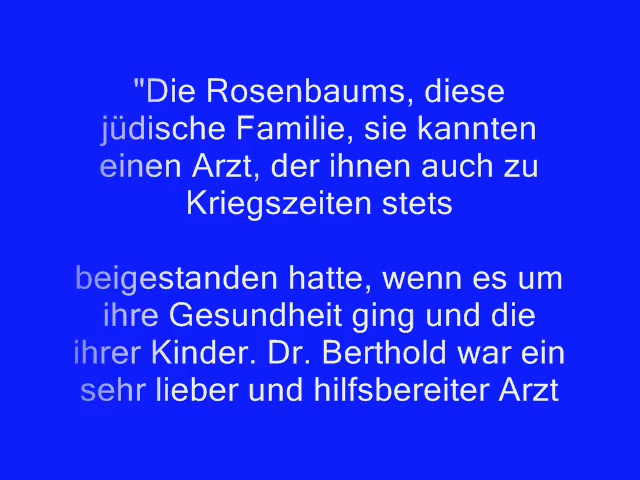 "Die Rosenbaums, diese
jüdische Familie, sie kannten
einen Arzt, der ihnen auch zu
Kriegszeiten stets
beigestanden hatte, wenn es um
ihre Gesundheit ging und die
ihrer Kinder. Dr. Berthold war ein
sehr lieber und hilfsbereiter Arzt